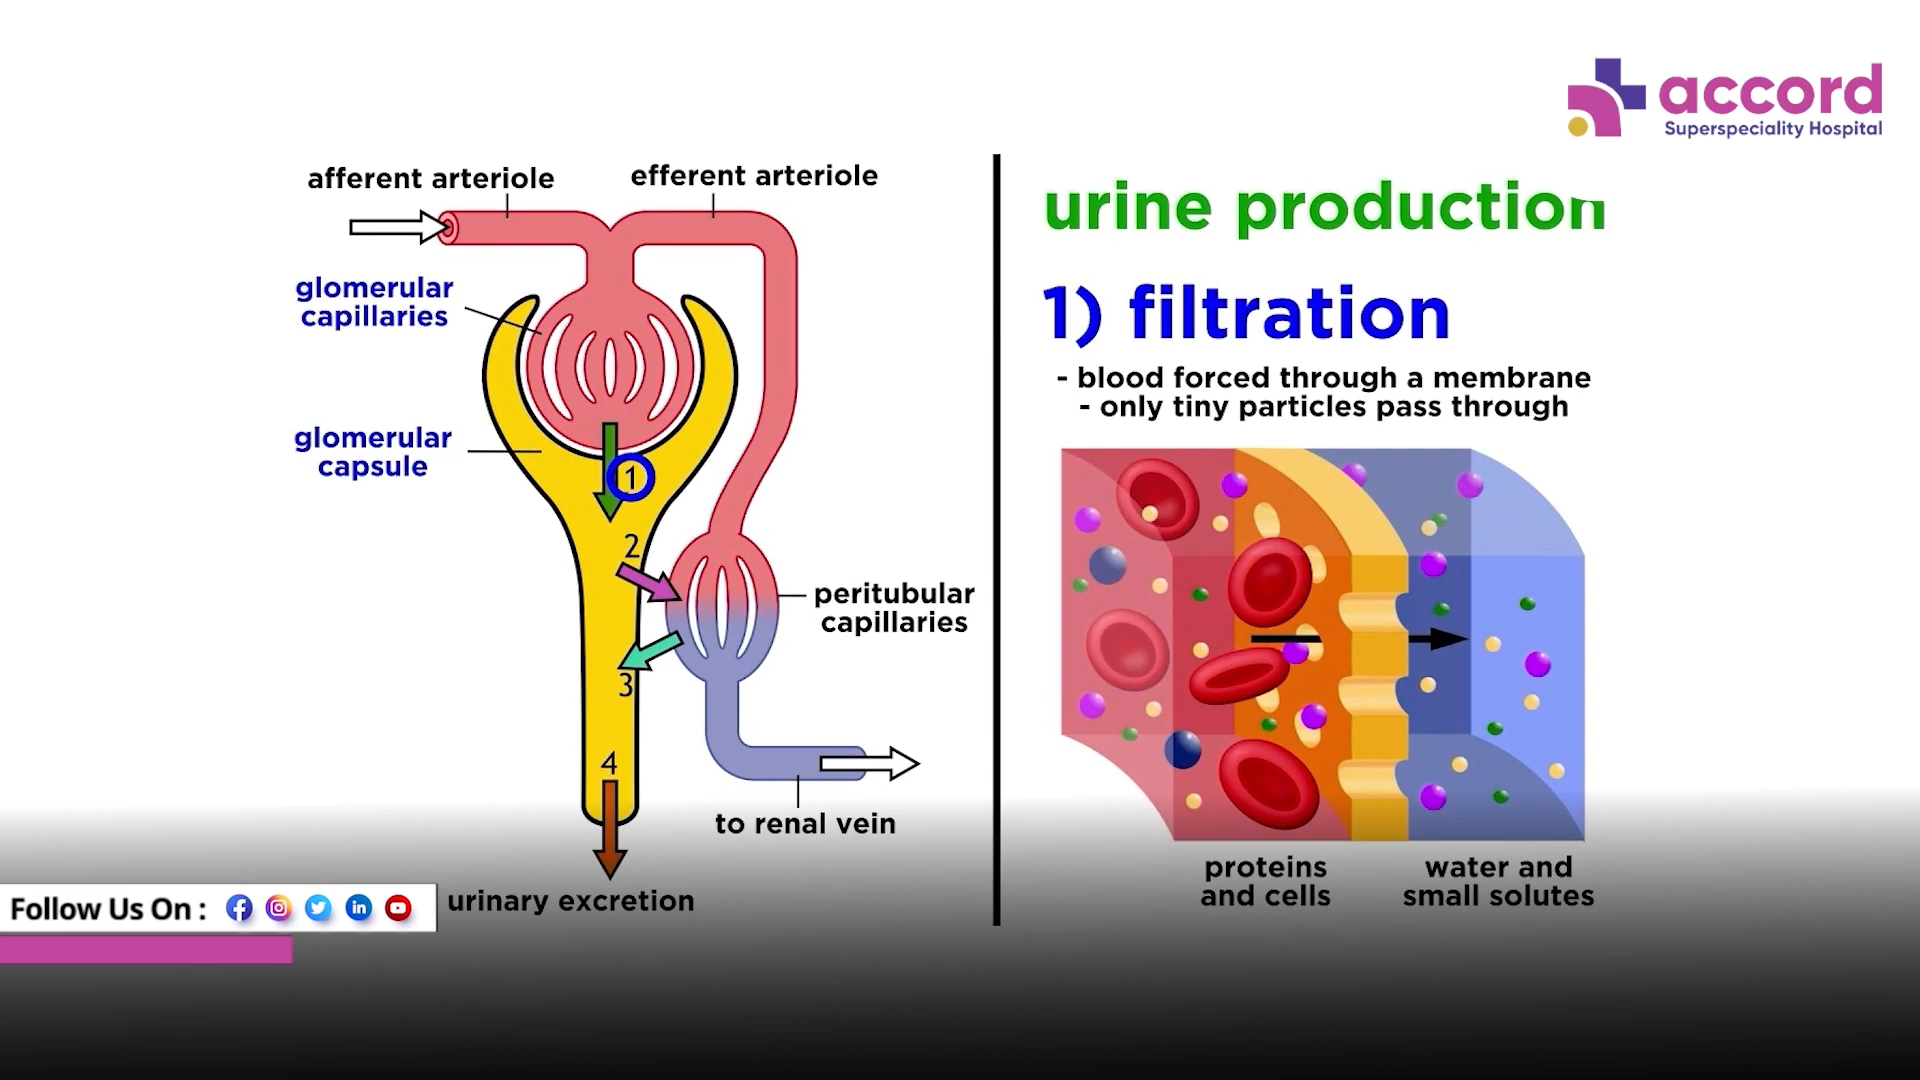 accord
Superspeciality Hospital
afferent arteriole
efferent arteriole
glomerular
capillaries
glomerular
capsule
1
2
3
4
peritubular
capillaries
to renal vein
urinary excretion
urine production
1) filtration
- blood forced through a membrane
- only tiny particles pass through
proteins
and cells
water and
small solutes
Follow Us On :